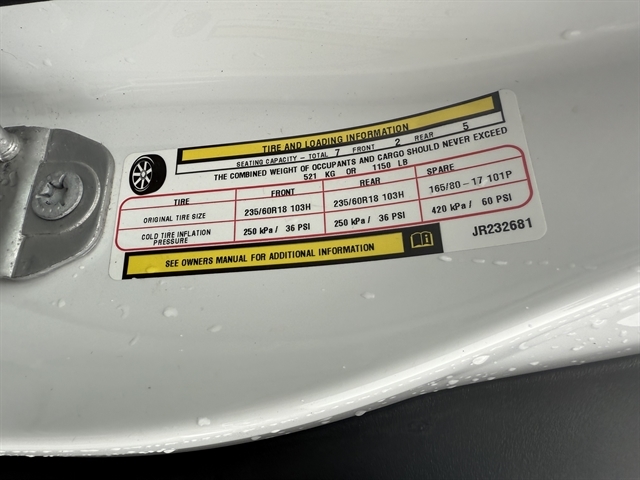 TIRE AND LOADING INFORMATION
SEATING CAPACITY - TOTAL 7 FRONT 2 REAR 5
THE COMBINED WEIGHT OF OCCUPANTS AND CARGO SHOULD NEVER EXCEED
521 KG OR 1150 LB
TIRE FRONT REAR SPARE
ORIGINAL TIRE SIZE 235/60R18 103H 235/60R18 103H 165/80-17 101P
COLD TIRE INFLATION PRESSURE 250 kPa / 36 PSI 250 kPa / 36 PSI 420 kPa / 60 PSI
SEE OWNERS MANUAL FOR ADDITIONAL INFORMATION
JR232681